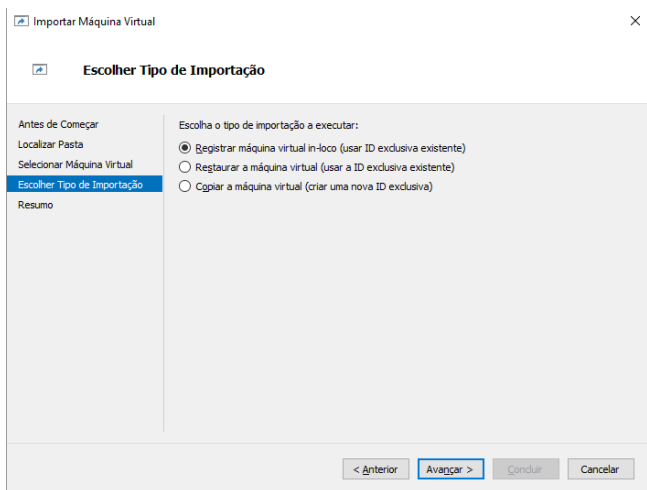 Importar Máquina Virtual
Escolher Tipo de Importação
Antes de Começar
Localizar Pasta
Selecionar Máquina Virtual
Escolher Tipo de Importação
Resumo
Escolha o tipo de importação a executar:
Registrar máquina virtual in-loco (usar ID exclusiva existente)
Restaurar a máquina virtual (usar a ID exclusiva existente)
Copiar a máquina virtual (criar uma nova ID exclusiva)
< Anterior
Avançar >
Concluir
Cancelar